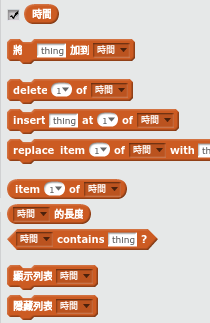 時間
將 thing 加到 時間
delete 1 of 時間
insert thing at 1 of 時間
replace item 1 of 時間 with th
item 1 of 時間
時間 的長度
時間 contains thing ?
顯示列表 時間
隱藏列表 時間